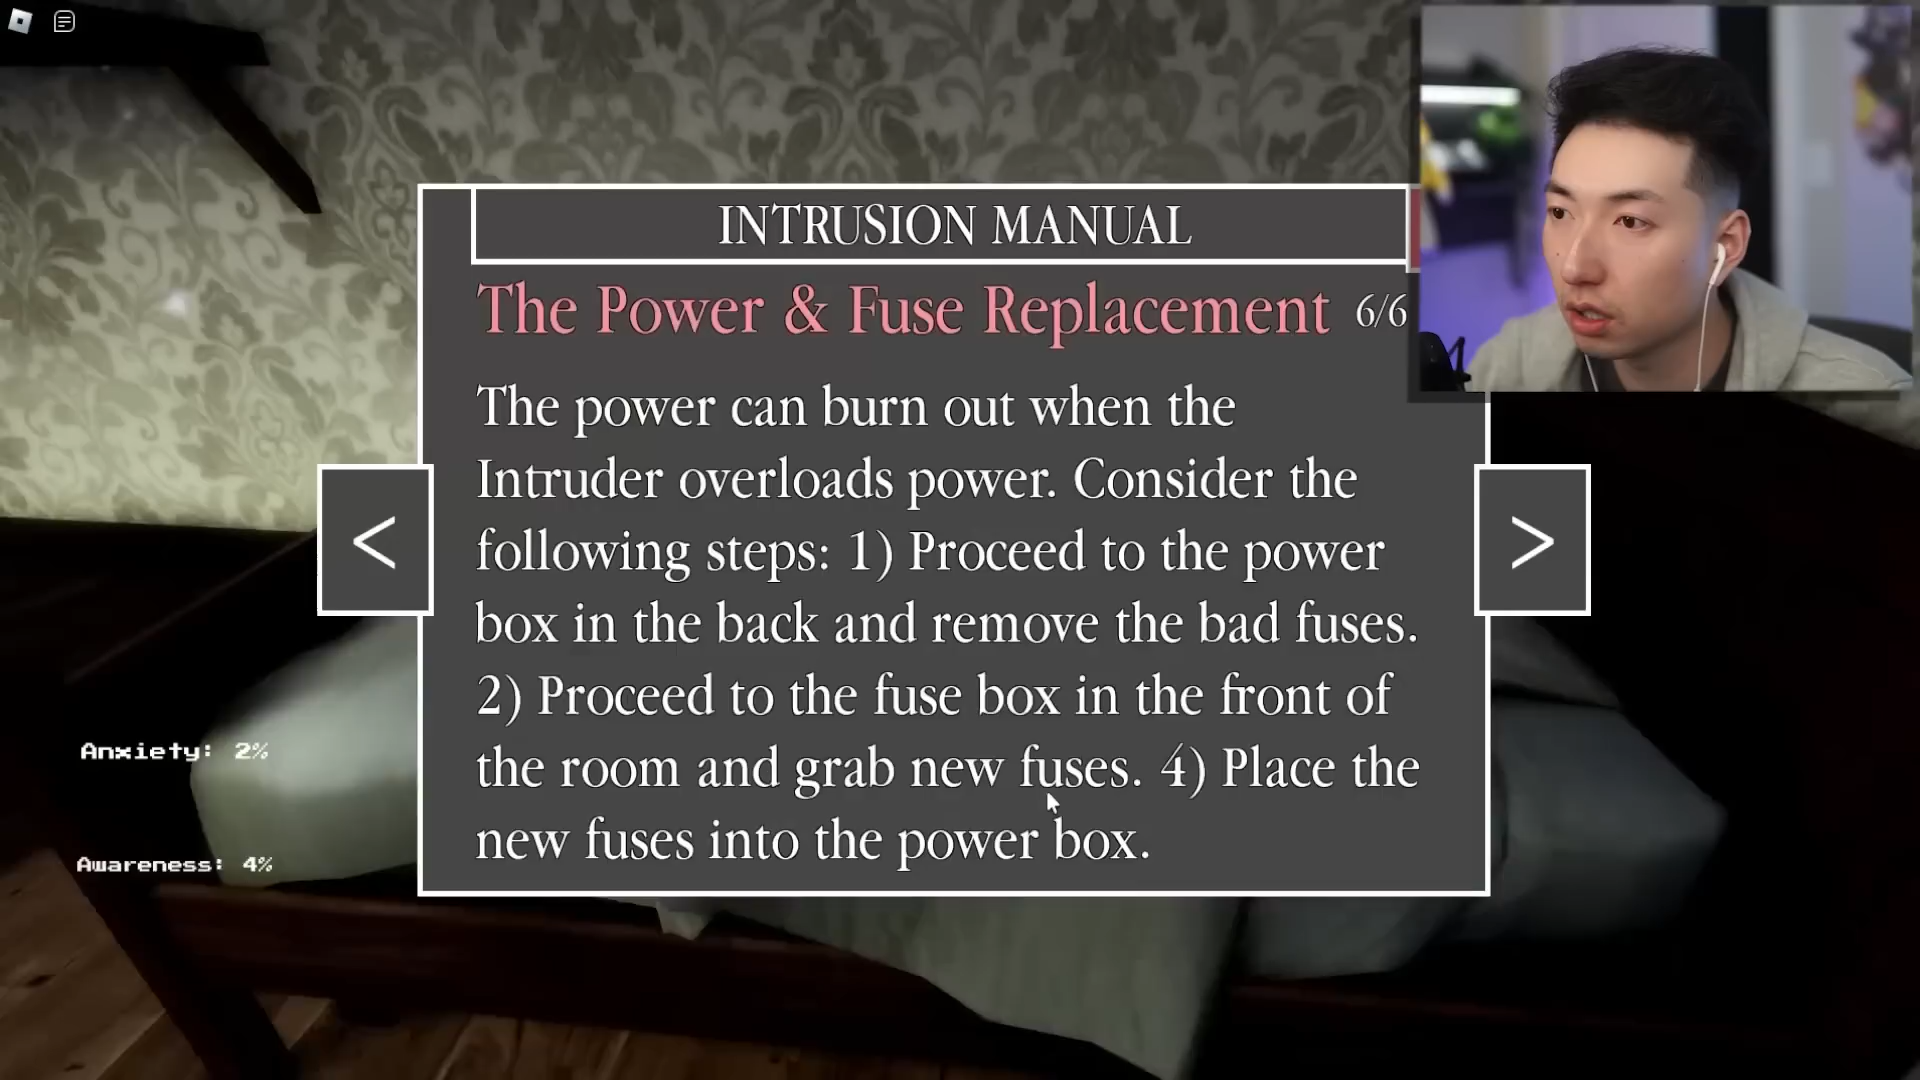 INTRUSION MANUAL
The Power & Fuse Replacement 6/6
The power can burn out when the
Intruder overloads power. Consider the
following steps: 1) Proceed to the power
box in the back and remove the bad fuses.
2) Proceed to the fuse box in the front of
the room and grab new fuses. 4) Place the
new fuses into the power box.
<
>
Anxiety: 2%
Awareness: 4%